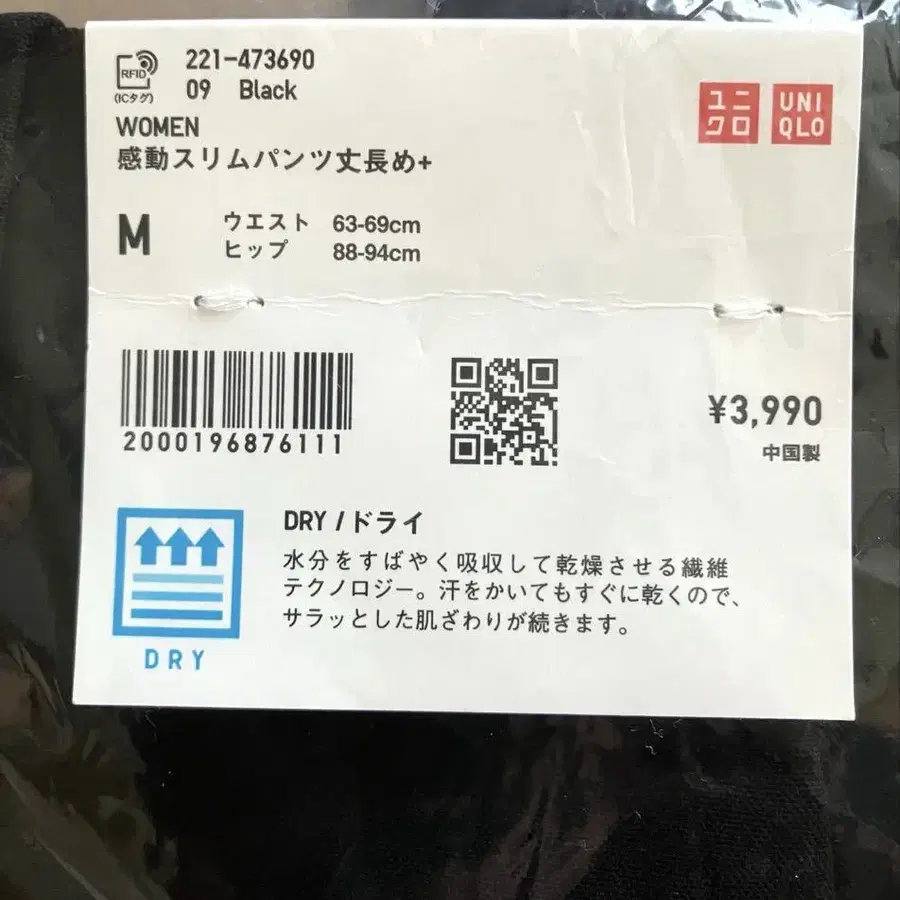 RFID
(ICタグ)
221-473690
09 Black
WOMEN
感動スリムパンツ丈長め+
ユニ
クロ
UNI
QLO
M
ウエスト 63-69cm
ヒップ 88-94cm
2000196876111
¥3,990
中国製
DRY
DRY / ドライ
水分をすばやく吸収して乾燥させる繊維
テクノロジー。汗をかいてもすぐに乾くので、
サラッとした肌ざわりが続きます。